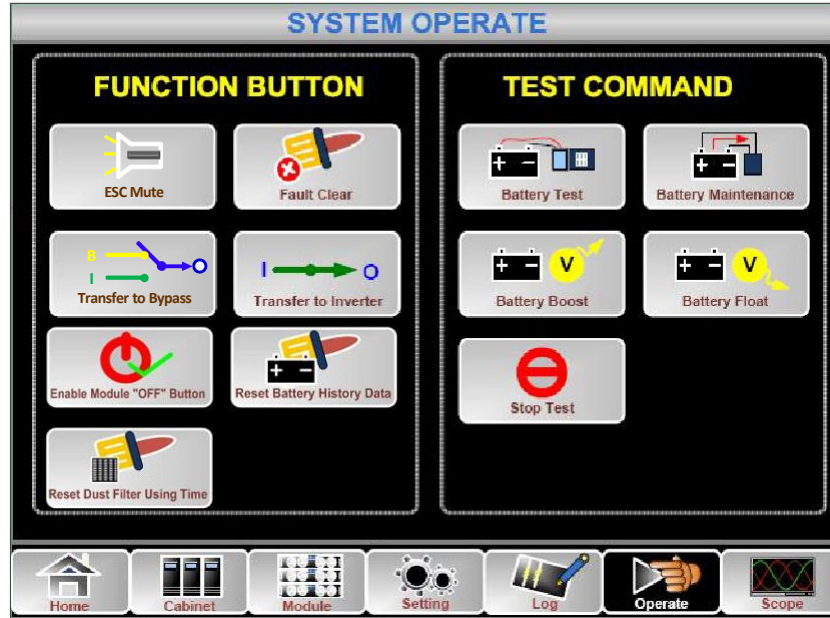 SYSTEM OPERATE
FUNCTION BUTTON
TEST COMMAND
ESC Mute
Fault Clear
Battery Test
Battery Maintenance
B
I
Transfer to Bypass
I O
Transfer to Inverter
V
Battery Boost
V
Battery Float
Enable Module "OFF" Button
Reset Battery History Data
Stop Test
Reset Dust Filter Using Time
Home
Cabinet
Module
Setting
Log
Operate
Scope